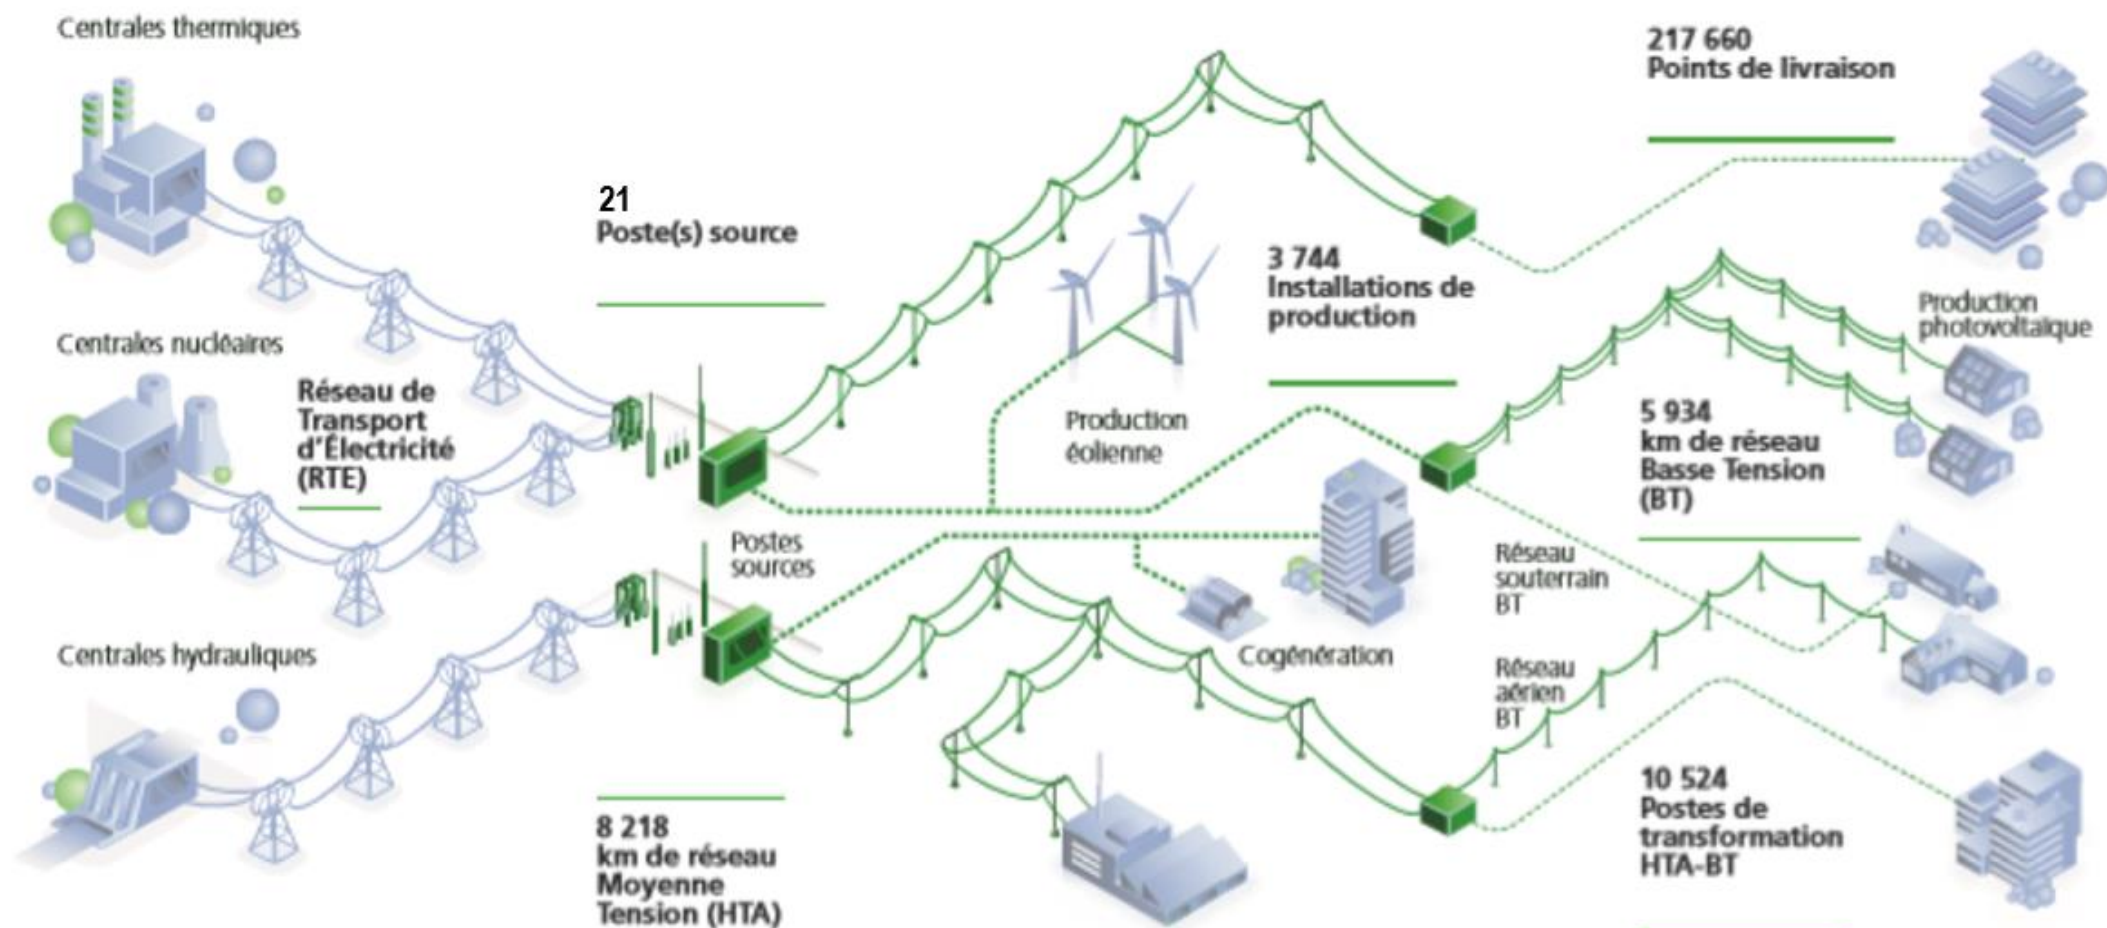 Centrales thermiques
217 660
Points de livraison
21
Poste(s) source
3 744
Installations de
production
Production
photovoltaïque
Centrales nucléaires
Réseau de
Transport
d'Électricité
(RTE)
Production
éolienne
5 934
km de réseau
Basse Tension
(BT)
Postes
sources
Réseau
souterrain
BT
Cogénération
Centrales hydrauliques
Réseau
aérien
BT
8 218
km de réseau
Moyenne
Tension (HTA)
10 524
Postes de
transformation
HTA-BT